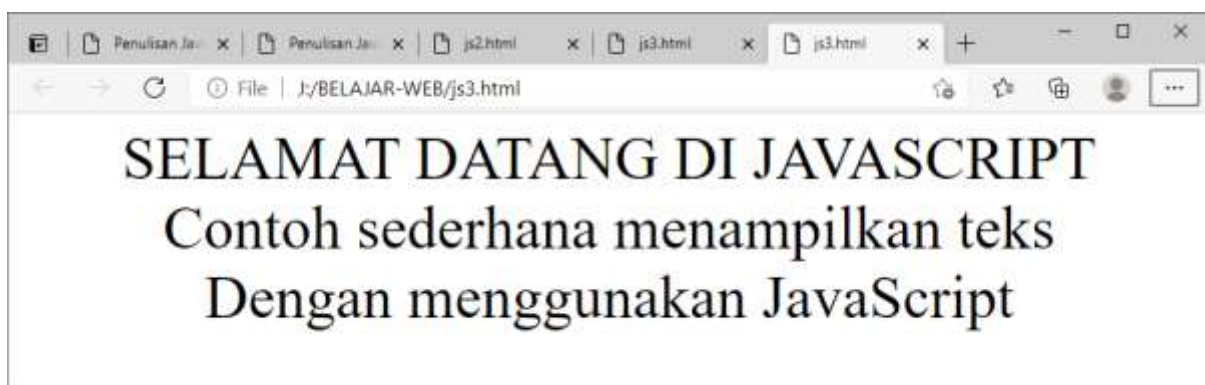 Penulisan Ja
Penulisan Ja
js2.html
js3.html
js3.html
File | J:/BELAJAR-WEB/js3.html
SELAMAT DATANG DI JAVASCRIPT
Contoh sederhana menampilkan teks
Dengan menggunakan JavaScript